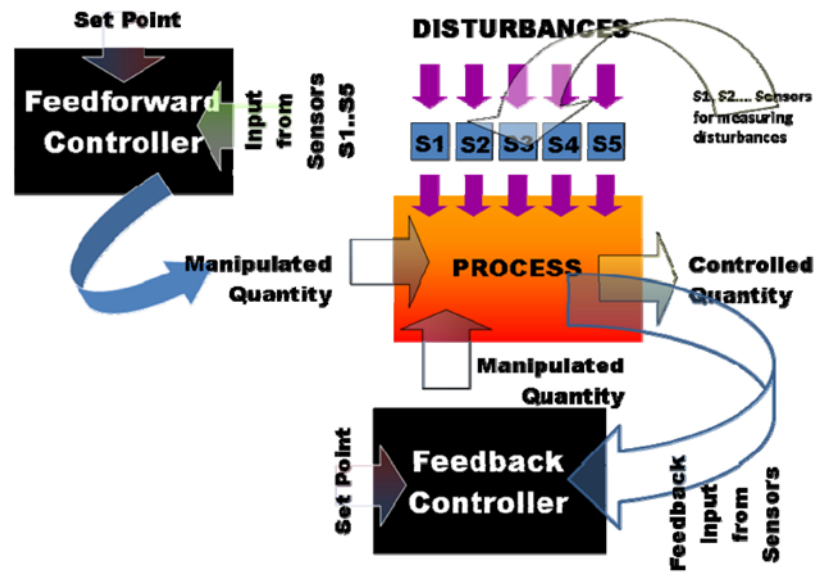 Set Point
DISTURBANCES
Feedforward
Controller
Input
from
Sensors
S1..S5
S1, S2.... Sensors
for measuring
disturbances
S1
S2
S3
S4
S5
Manipulated
Quantity
PROCESS
Controlled
Quantity
Manipulated
Quantity
Set Point
Feedback
Controller
Feedback
Input
from
Sensors